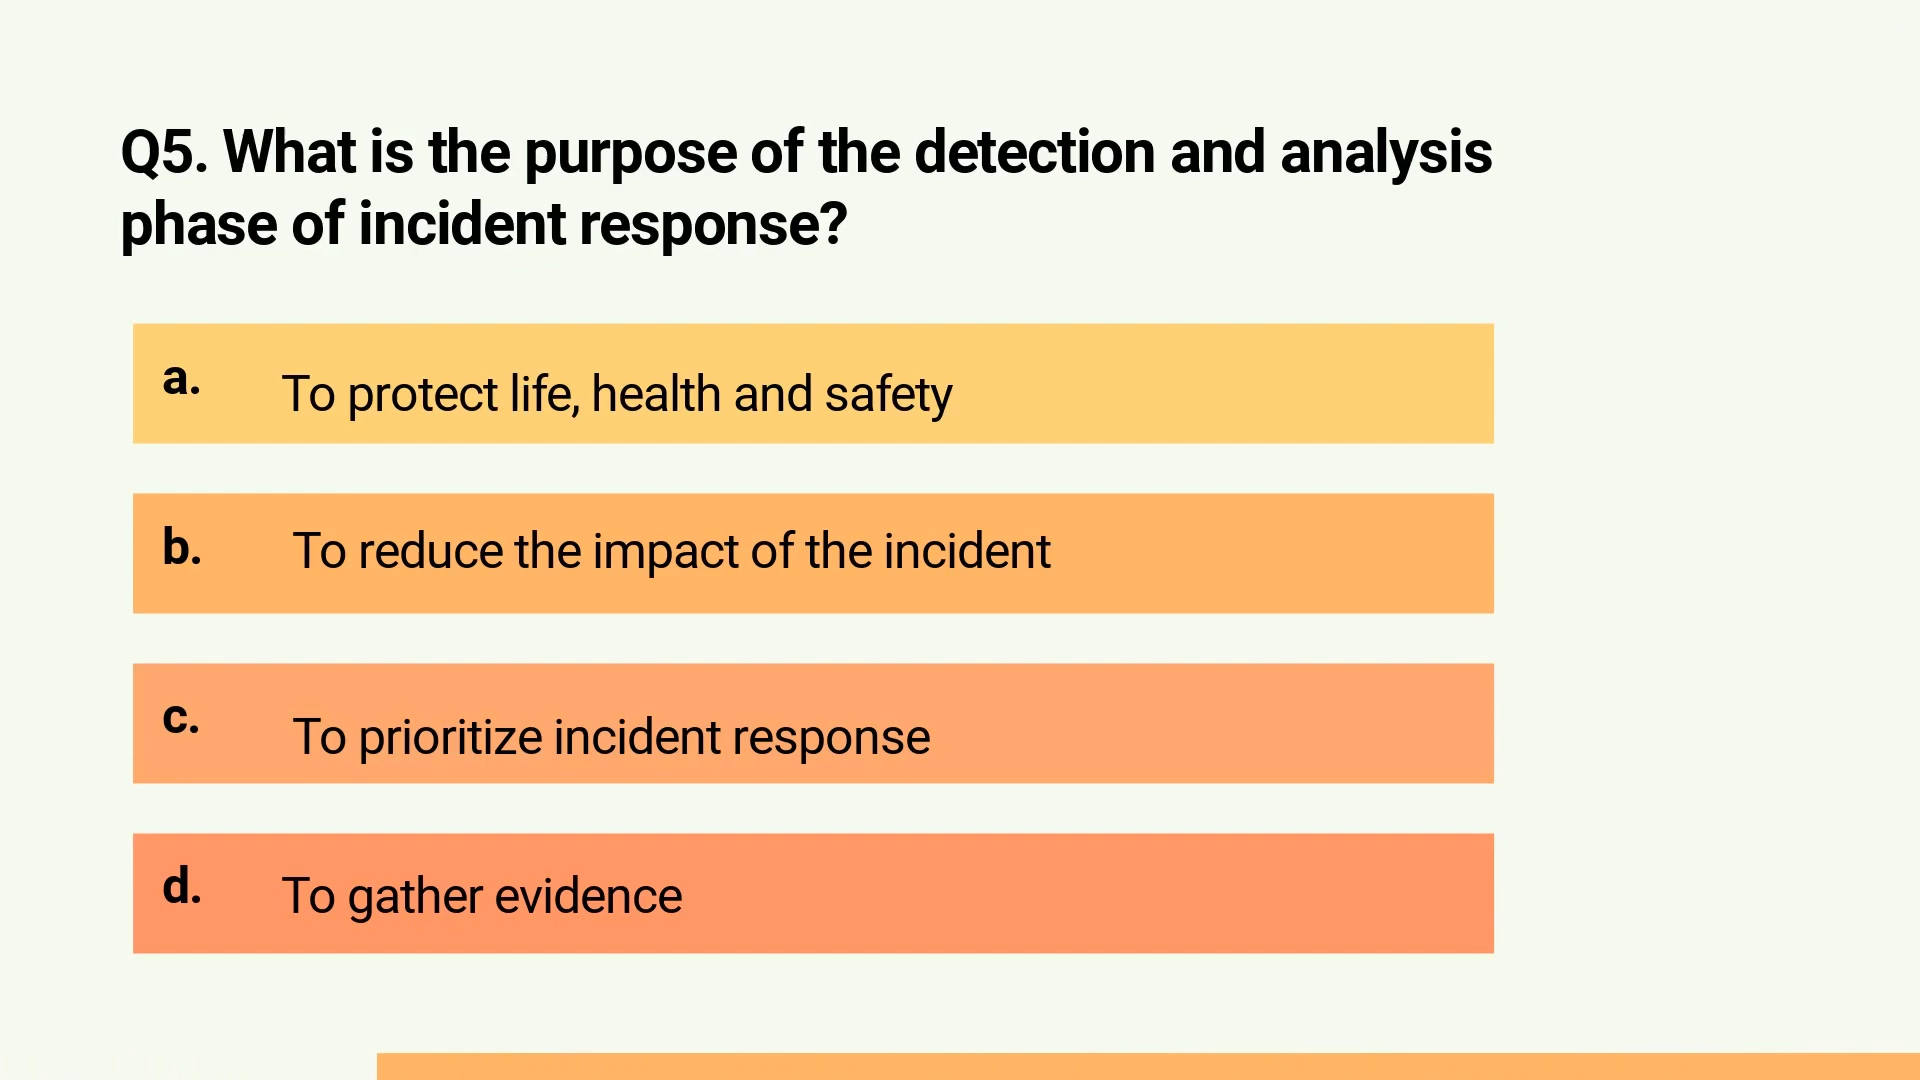 Q5. What is the purpose of the detection and analysis
phase of incident response?
a. To protect life, health and safety
b. To reduce the impact of the incident
c. To prioritize incident response
d. To gather evidence